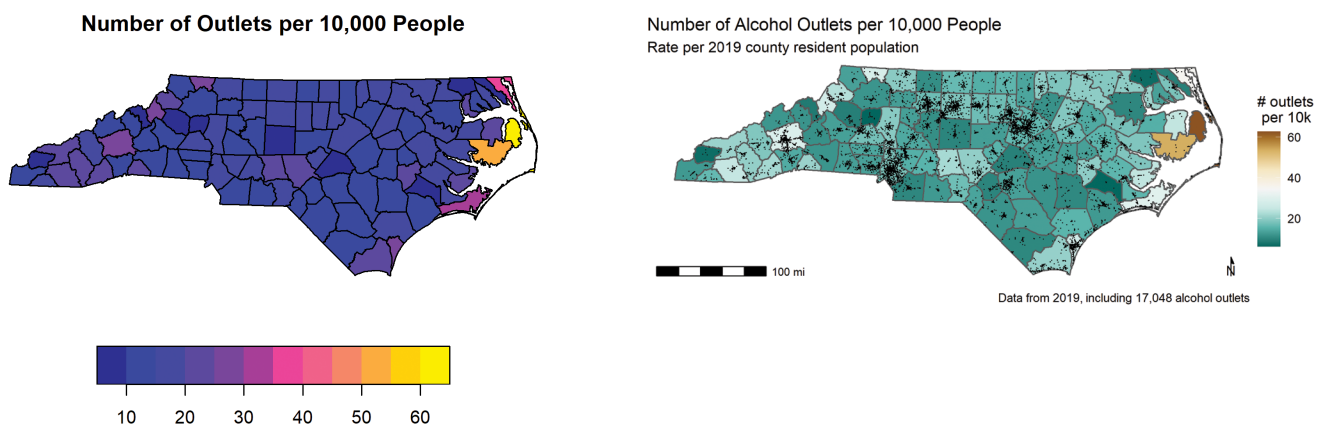 Number of Outlets per 10,000 People
10 20 30 40 50 60
Number of Alcohol Outlets per 10,000 People
Rate per 2019 county resident population
# outlets
per 10k
60
40
20
100 mi
N
Data from 2019, including 17,048 alcohol outlets